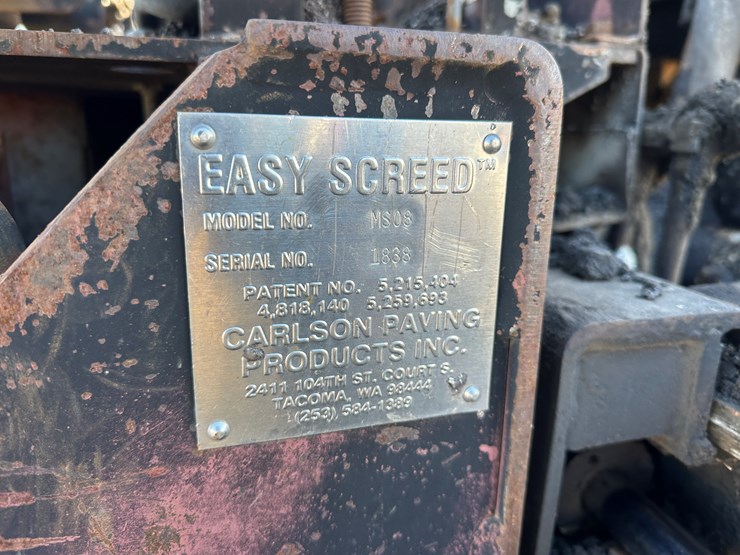 EASY SCREED™
MODEL NO. MS08
SERIAL NO. 1838
PATENT NO. 5,215,404
4,818,140 5,259,693
CARLSON PAVING
PRODUCTS INC.
2411 104TH ST. COURT S.
TACOMA, WA 98444
(253) 584-1389